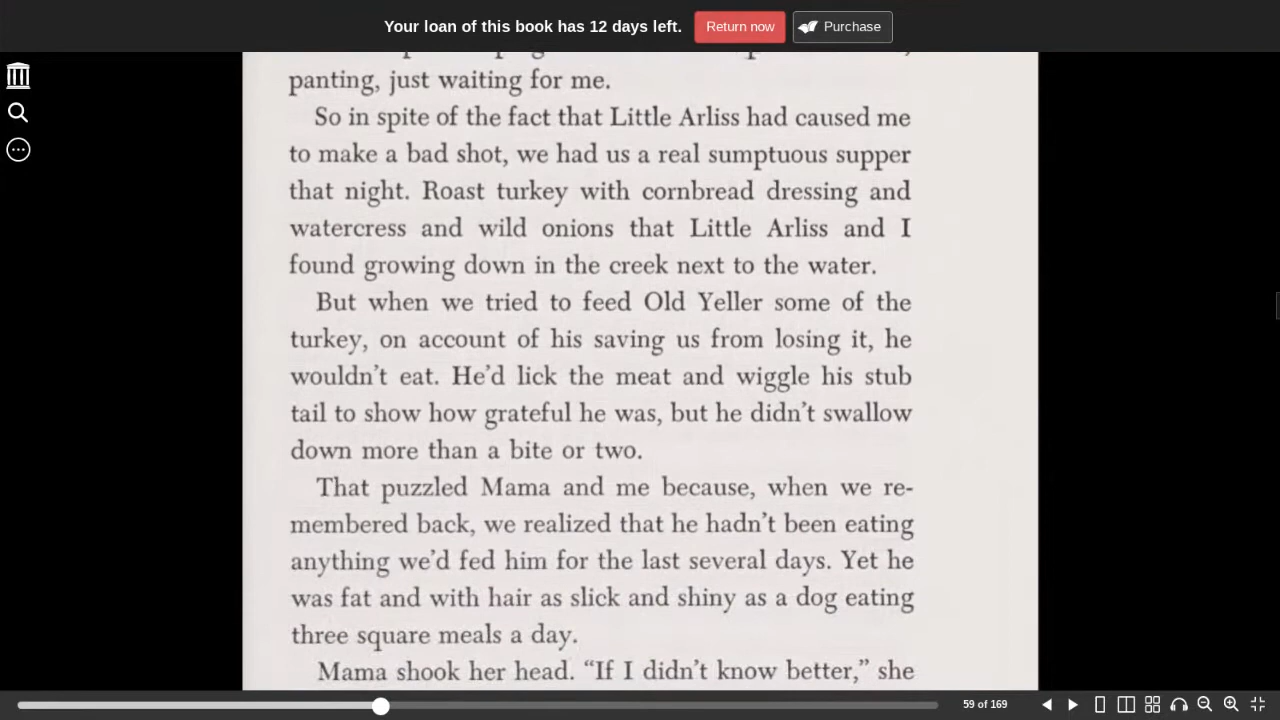 Your loan of this book has 12 days left. Return now Purchase
panting, just waiting for me.
So in spite of the fact that Little Arliss had caused me
to make a bad shot, we had us a real sumptuous supper
that night. Roast turkey with cornbread dressing and
watercress and wild onions that Little Arliss and I
found growing down in the creek next to the water.
But when we tried to feed Old Yeller some of the
turkey, on account of his saving us from losing it, he
wouldn't eat. He'd lick the meat and wiggle his stub
tail to show how grateful he was, but he didn't swallow
down more than a bite or two.
That puzzled Mama and me because, when we re-
membered back, we realized that he hadn't been eating
anything we'd fed him for the last several days. Yet he
was fat and with hair as slick and shiny as a dog eating
three square meals a day.
Mama shook her head. "If I didn't know better," she
59 of 169